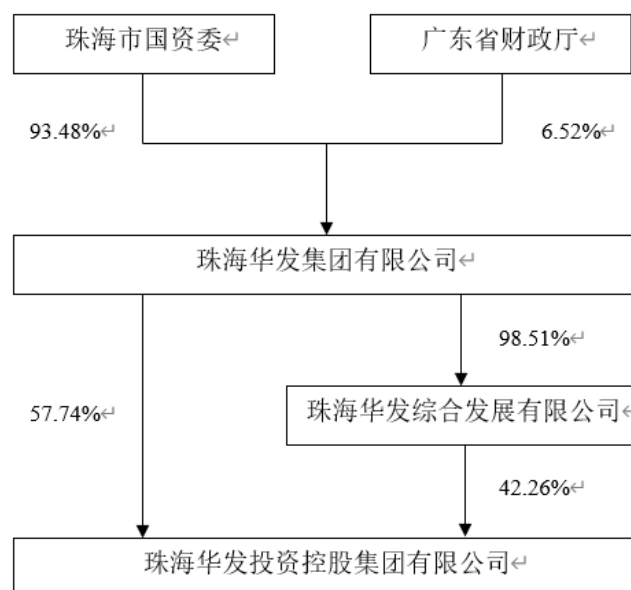 珠海市国资委↵
广东省财政厅↵
93.48%↵
6.52%↵
珠海华发集团有限公司↵
98.51%↵
57.74%↵
珠海华发综合发展有限公司↵
42.26%↵
珠海华发投资控股集团有限公司↵